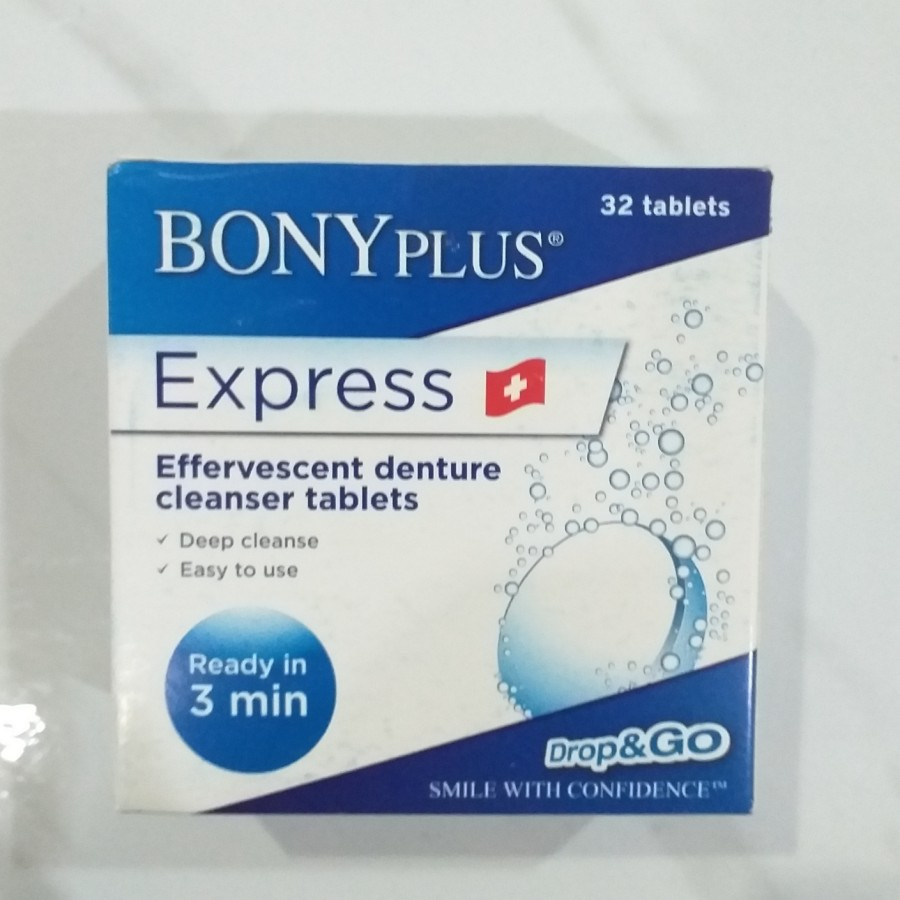 32 tablets
BONYPLUS®
Express
Effervescent denture
cleanser tablets
✓ Deep cleanse
✓ Easy to use
Ready in
3 min
Drop&GO
SMILE WITH CONFIDENCE™